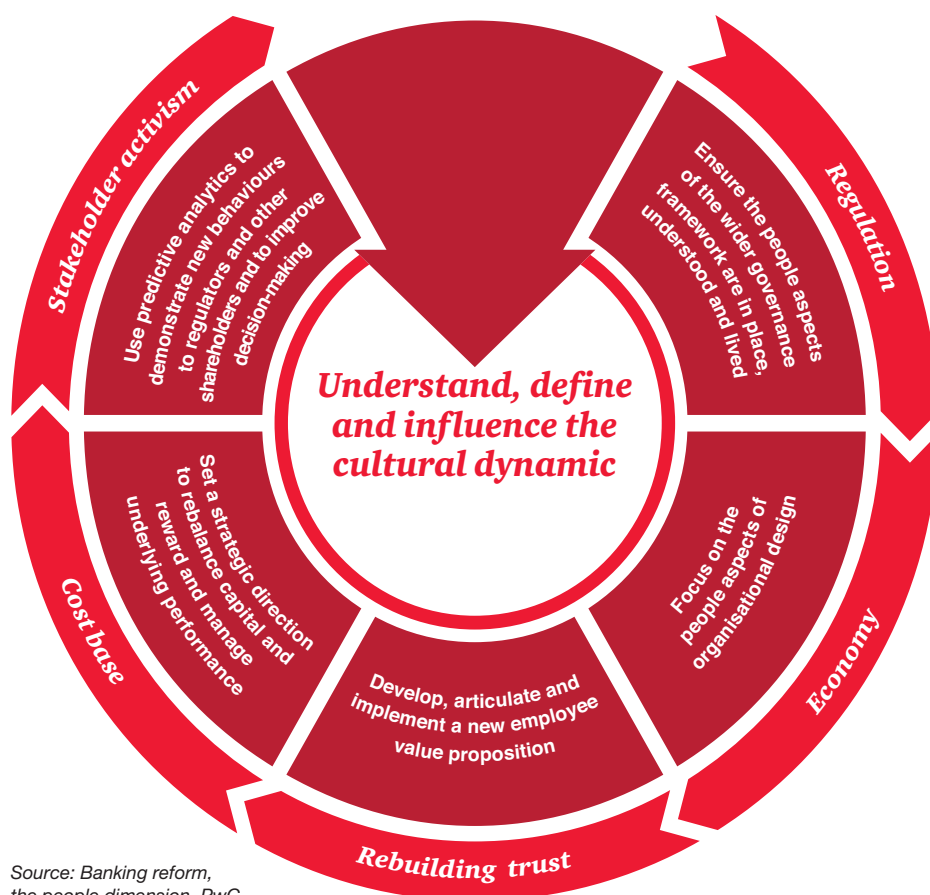 Understand, define
and influence the
cultural dynamic
Regulation
Ensure the people aspects
of the wider governance
framework are in place,
understood and lived
Economy
Focus on the
people aspects of
organisational design
Rebuilding trust
Develop, articulate and
implement a new employee
value proposition
Cost base
Set a strategic direction
to rebalance capital and
reward and manage
underlying performance
Stakeholder activism
Use predictive analytics to
demonstrate new behaviours
to regulators and other
shareholders and to improve
decision-making
Source: Banking reform,
the people dimension, PwC